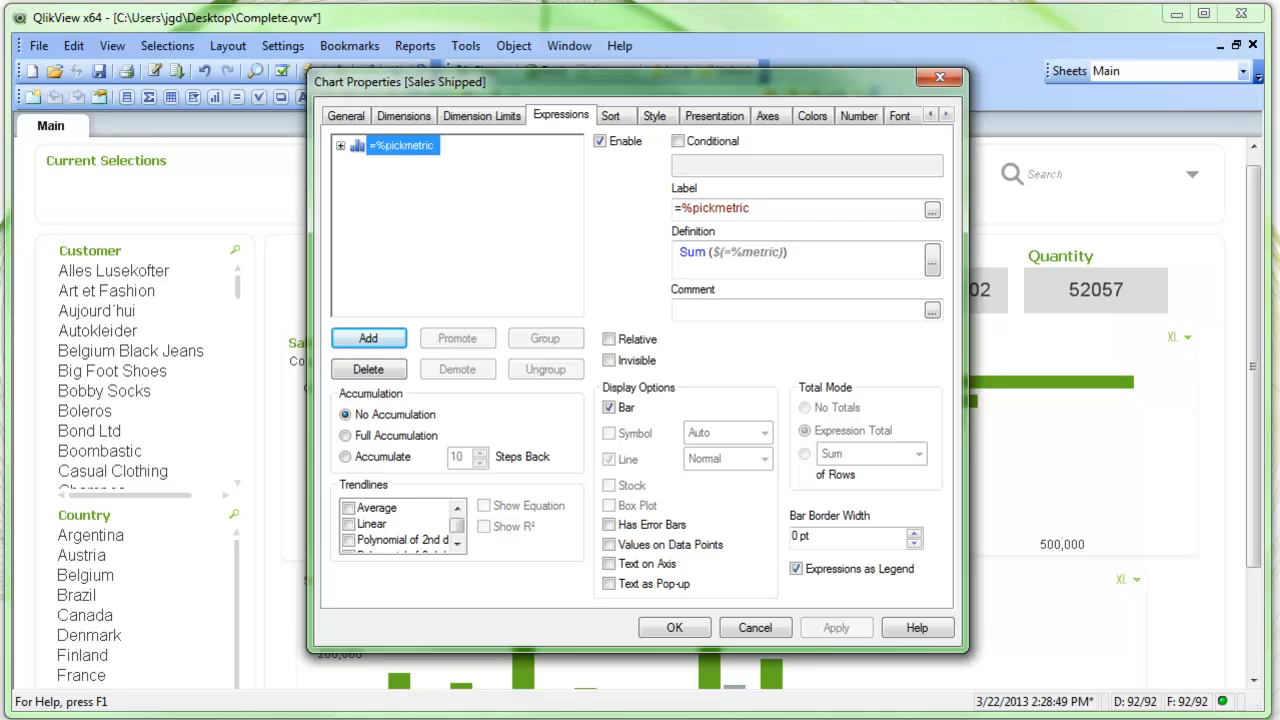 QlikView x64 - [C:\Users\jgd\Desktop\Complete.qvw*]
File Edit View Selections Layout Settings Bookmarks Reports Tools Object Window Help
Sheets Main
Chart Properties [Sales Shipped]
General Dimensions Dimension Limits Expressions Sort Style Presentation Axes Colors Number Font
Main
Current Selections
Search
=%pickmetric
Enable
Conditional
Label
=%pickmetric
...
Definition
Sum ($(=%metric))
...
Comment
...
Add Promote Group
Delete Demote Ungroup
Relative
Invisible
Accumulation
No Accumulation
Full Accumulation
Accumulate 10 Steps Back
Trendlines
Average
Linear
Polynomial of 2nd d
Show Equation
Show R²
Display Options
Bar
Symbol Auto
Line Normal
Stock
Box Plot
Has Error Bars
Values on Data Points
Text on Axis
Text as Pop-up
Total Mode
No Totals
Expression Total
Sum
of Rows
Bar Border Width
0 pt
Expressions as Legend
OK Cancel Apply Help
Customer
Alles Lusekofter
Art et Fashion
Aujourd´hui
Autokleider
Belgium Black Jeans
Big Foot Shoes
Bobby Socks
Boleros
Bond Ltd
Boombastic
Casual Clothing
Country
Argentina
Austria
Belgium
Brazil
Canada
Denmark
Finland
France
Quantity
02 52057
XL
500,000
XL
200,000
For Help, press F1
3/22/2013 2:28:49 PM* D: 92/92 F: 92/92